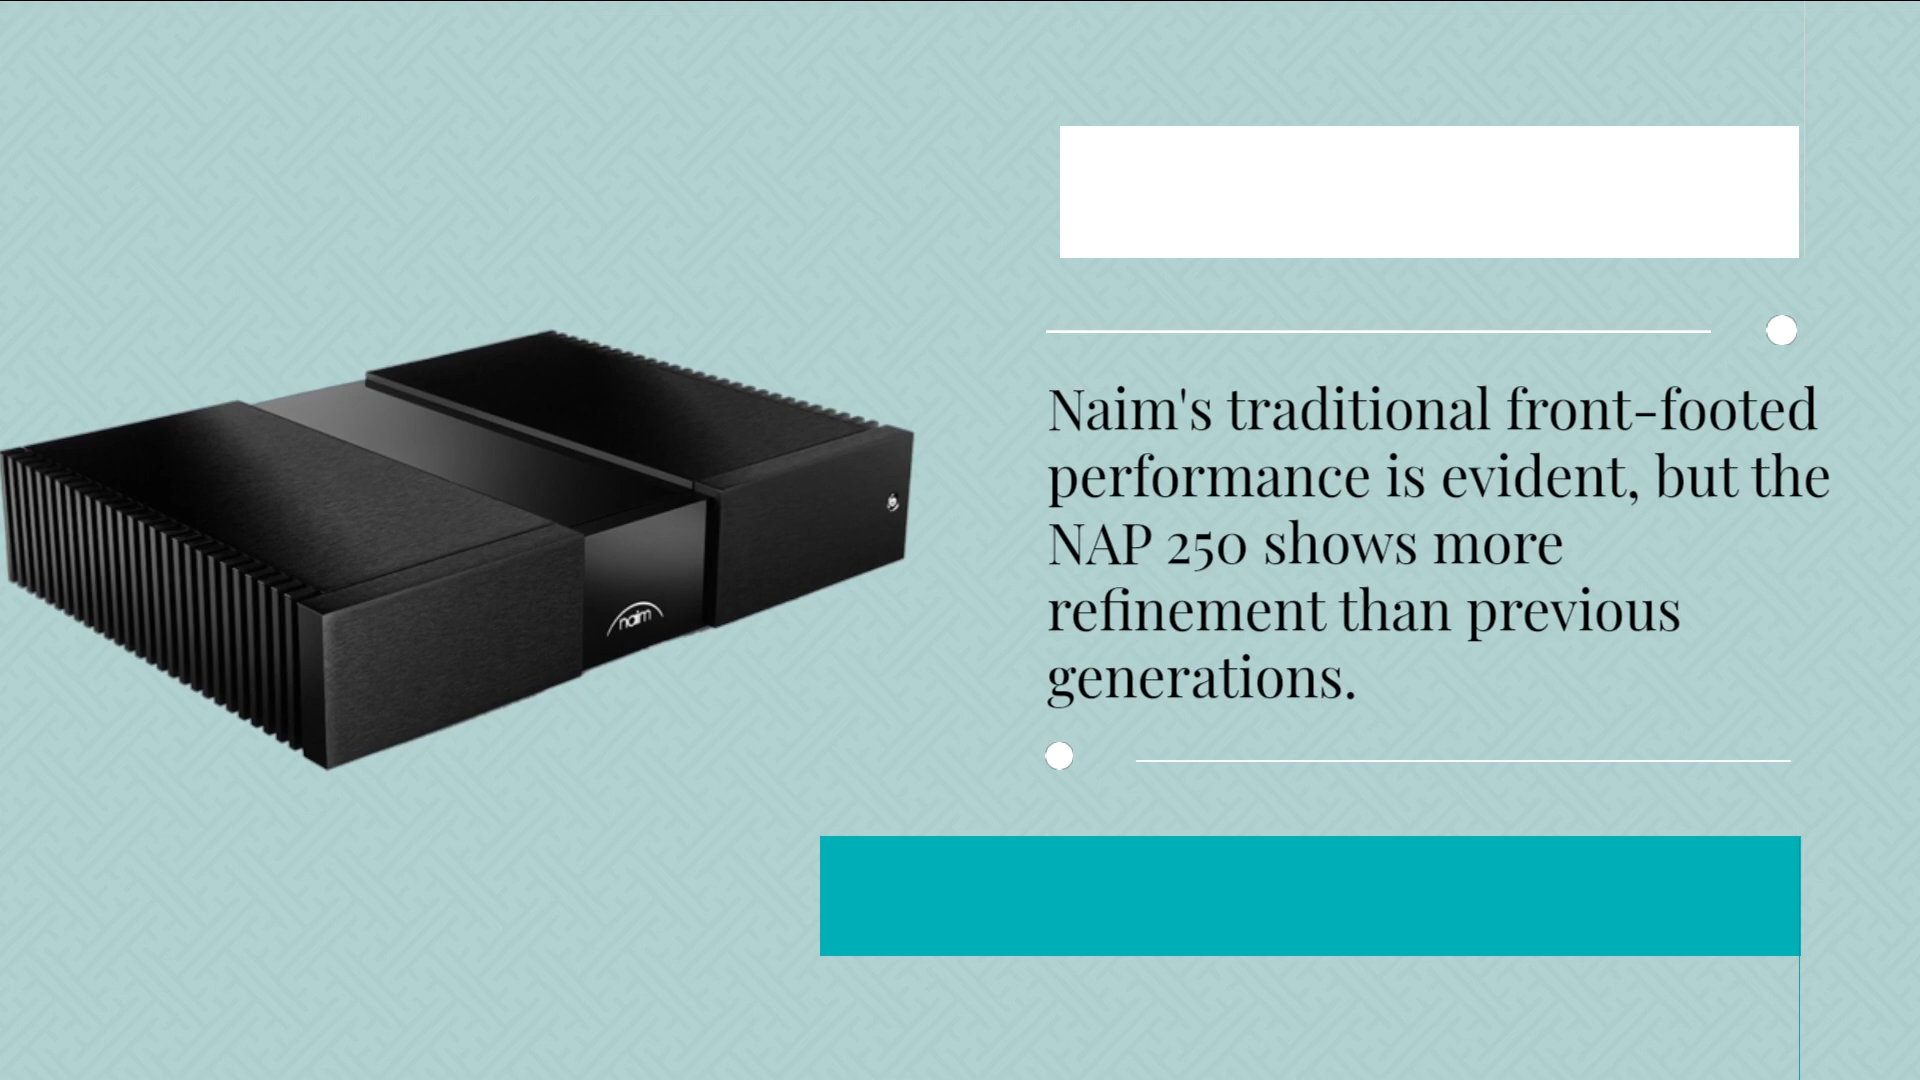 Naim's traditional front-footed
performance is evident, but the
NAP 250 shows more
refinement than previous
generations.
naim